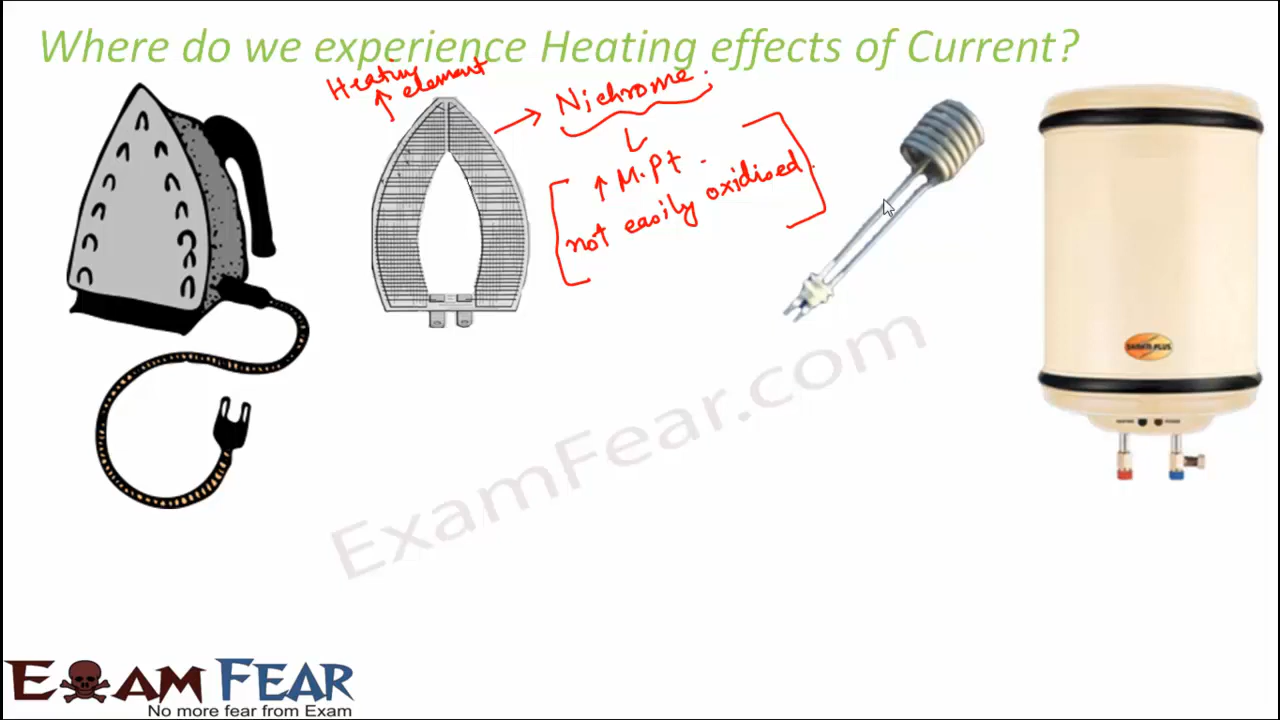 Where do we experience Heating effects of Current?
Heating
element
Nichrome.
↑ M.Pt.
not easily oxidised.
ExamFear.com
EXAM FEAR
No more fear from Exam